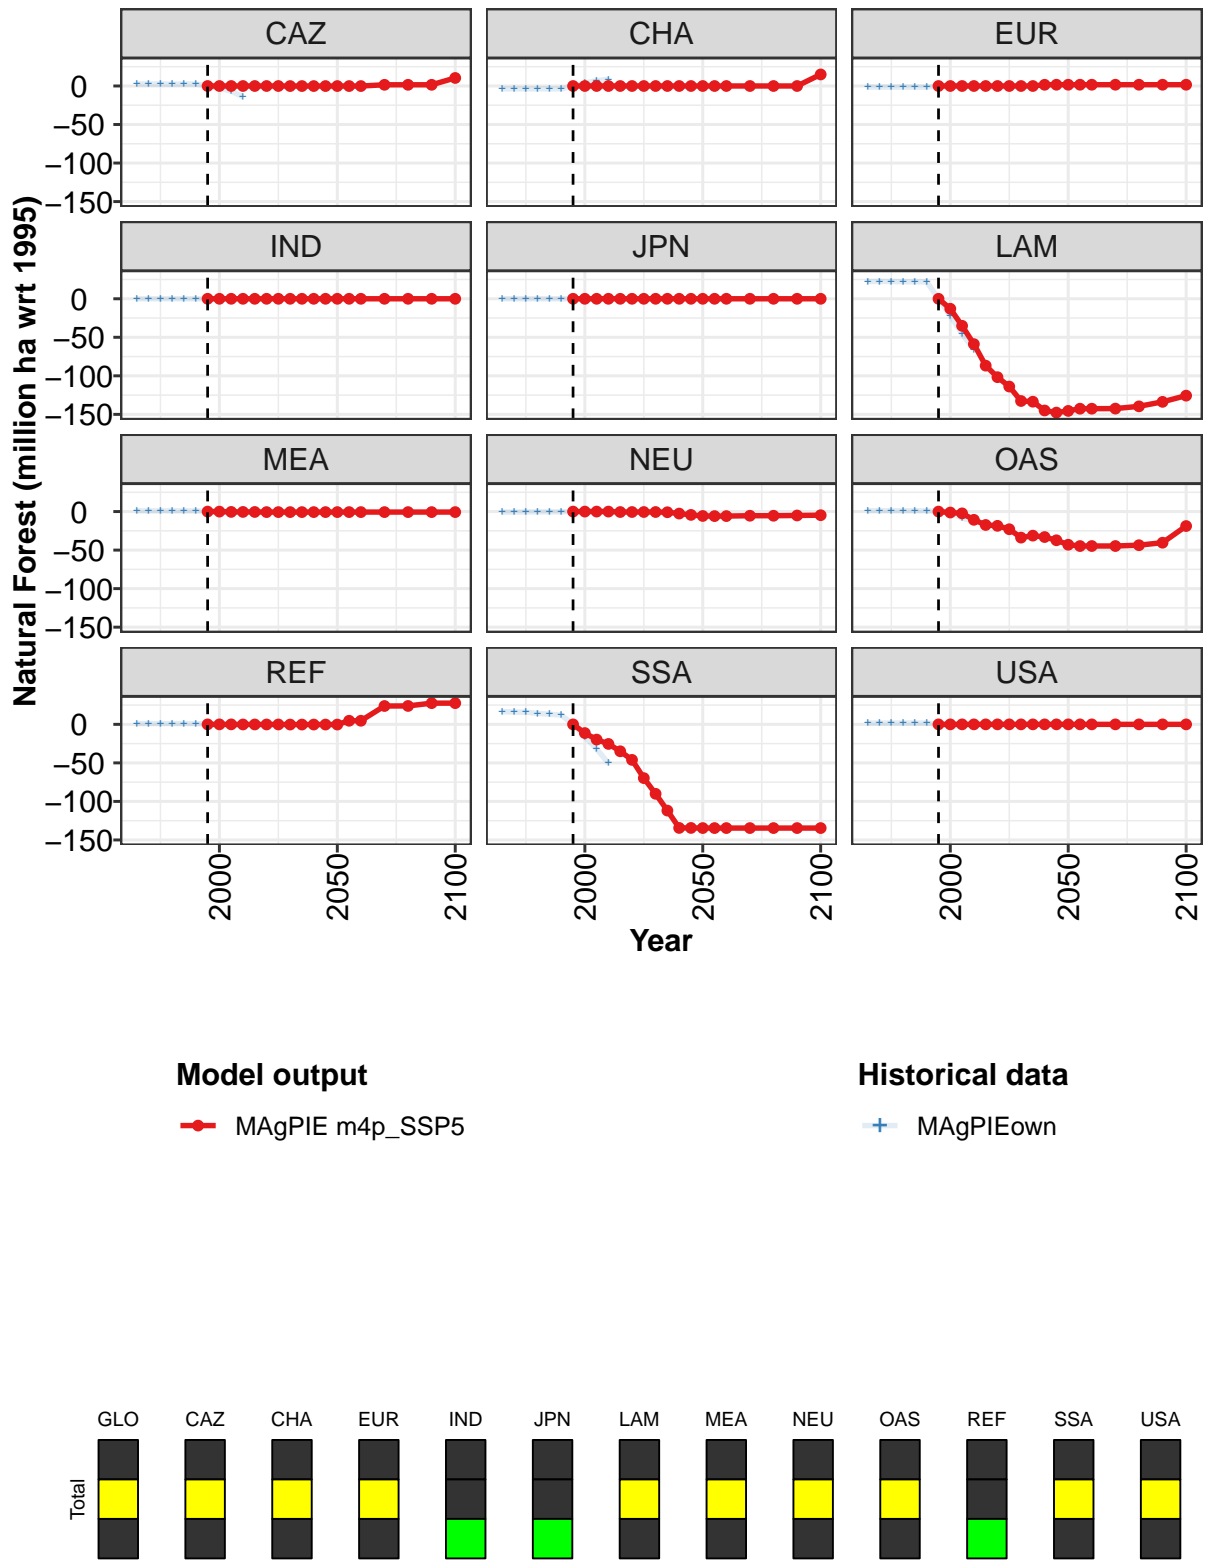 CAZ CHA EUR
0
−50
−100
−150
IND JPN LAM
0
−50
−100
−150
MEA NEU OAS
0
−50
−100
−150
REF SSA USA
0
−50
−100
−150
Natural Forest (million ha wrt 1995)
2000 2050 2100 2000 2050 2100 2000 2050 2100
Year
Model output Historical data
MAgPIE m4p_SSP5 MAgPIEown
GLO CAZ CHA EUR IND JPN LAM MEA NEU OAS REF SSA USA
Total